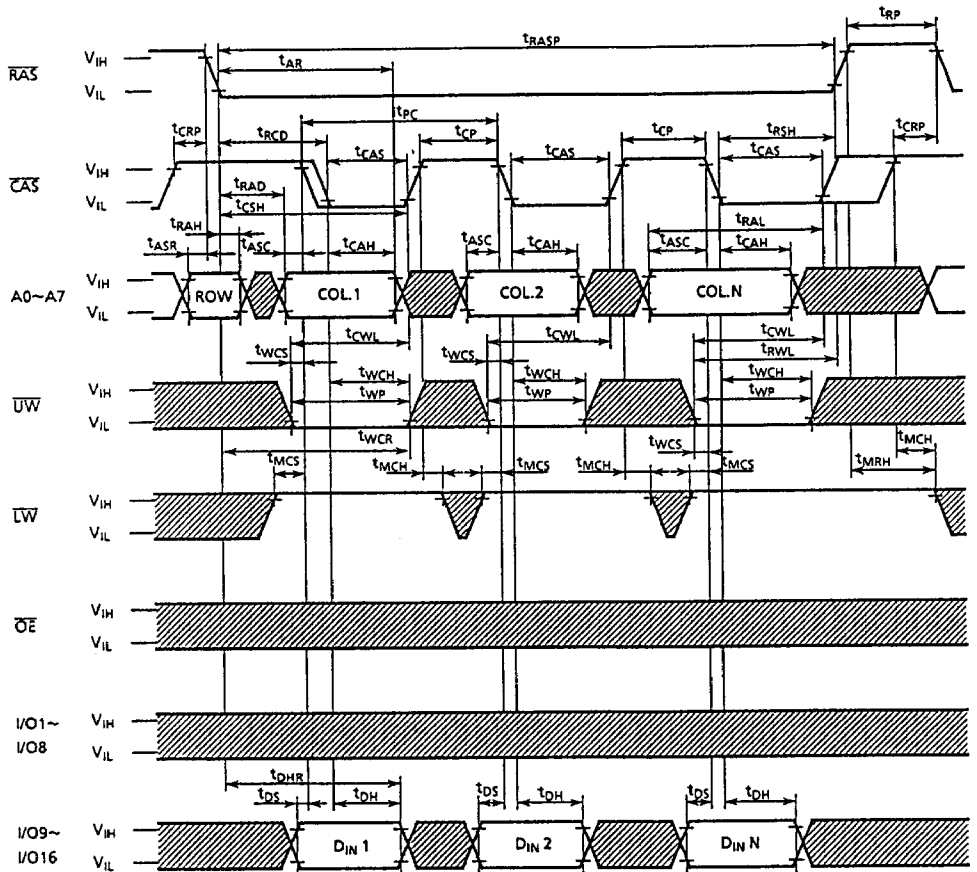 tRP
tRASP
VIH
RAS
tAR
VIL
tPC
tCRP
tRCD
tCP
tCP
tRSH
tCRP
tCAS
tCAS
tCAS
VIH
CAS
tRAD
VIL
tCSH
tRAH
tRAL
tASR
tASC
tCAH
tASC
tCAH
tASC
tCAH
VIH
A0~A7
ROW
COL.1
COL.2
COL.N
VIL
tCWL
tCWL
tCWL
tWCS
tWCS
tRWL
tWCH
tWCH
tWCH
VIH
UW
tWP
tWP
tWP
VIL
tWCR
tWCS
tMCH
tMCS
tMCH
tMCS
tMCH
tMCS
tMRH
VIH
LW
VIL
VIH
OE
VIL
I/O1~
VIH
I/O8
VIL
tDHR
tDS
tDH
tDS
tDH
tDS
tDH
I/O9~
VIH
DIN 1
DIN 2
DIN N
I/O16
VIL